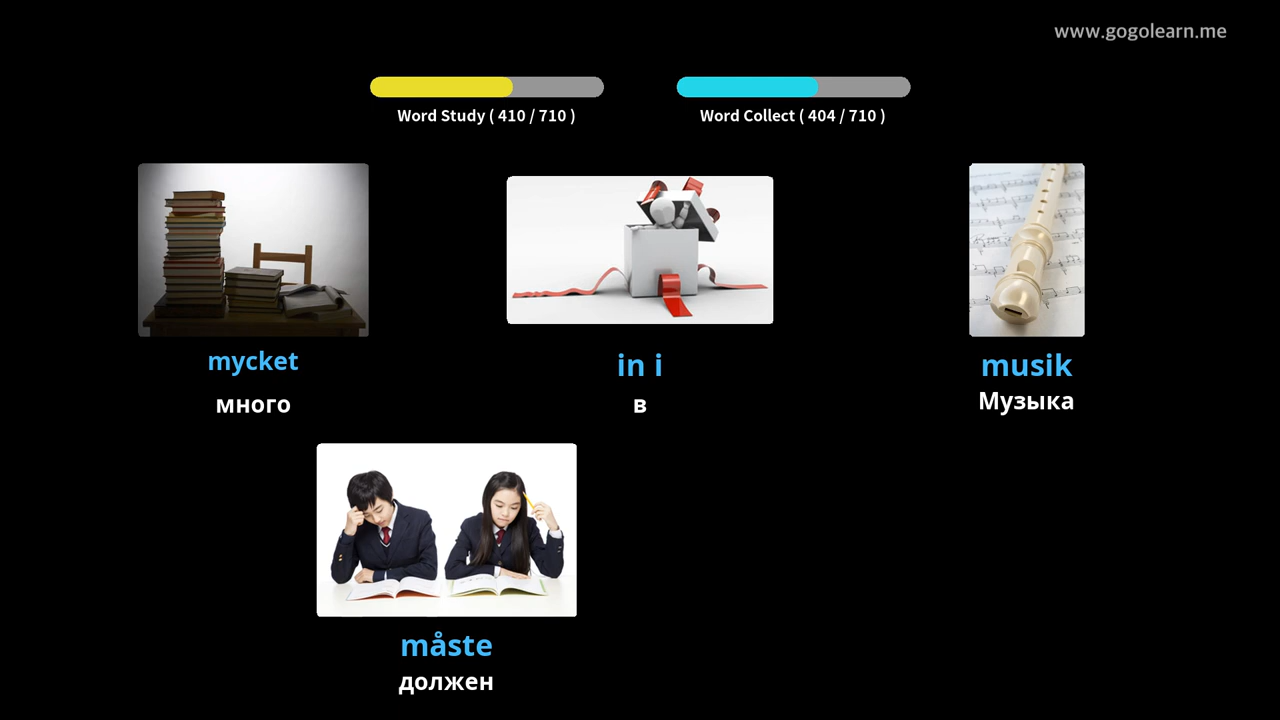 www.gogolearn.me
Word Study ( 410 / 710 )
Word Collect ( 404 / 710 )
mycket
много
in i
в
musik
Музыка
måste
должен